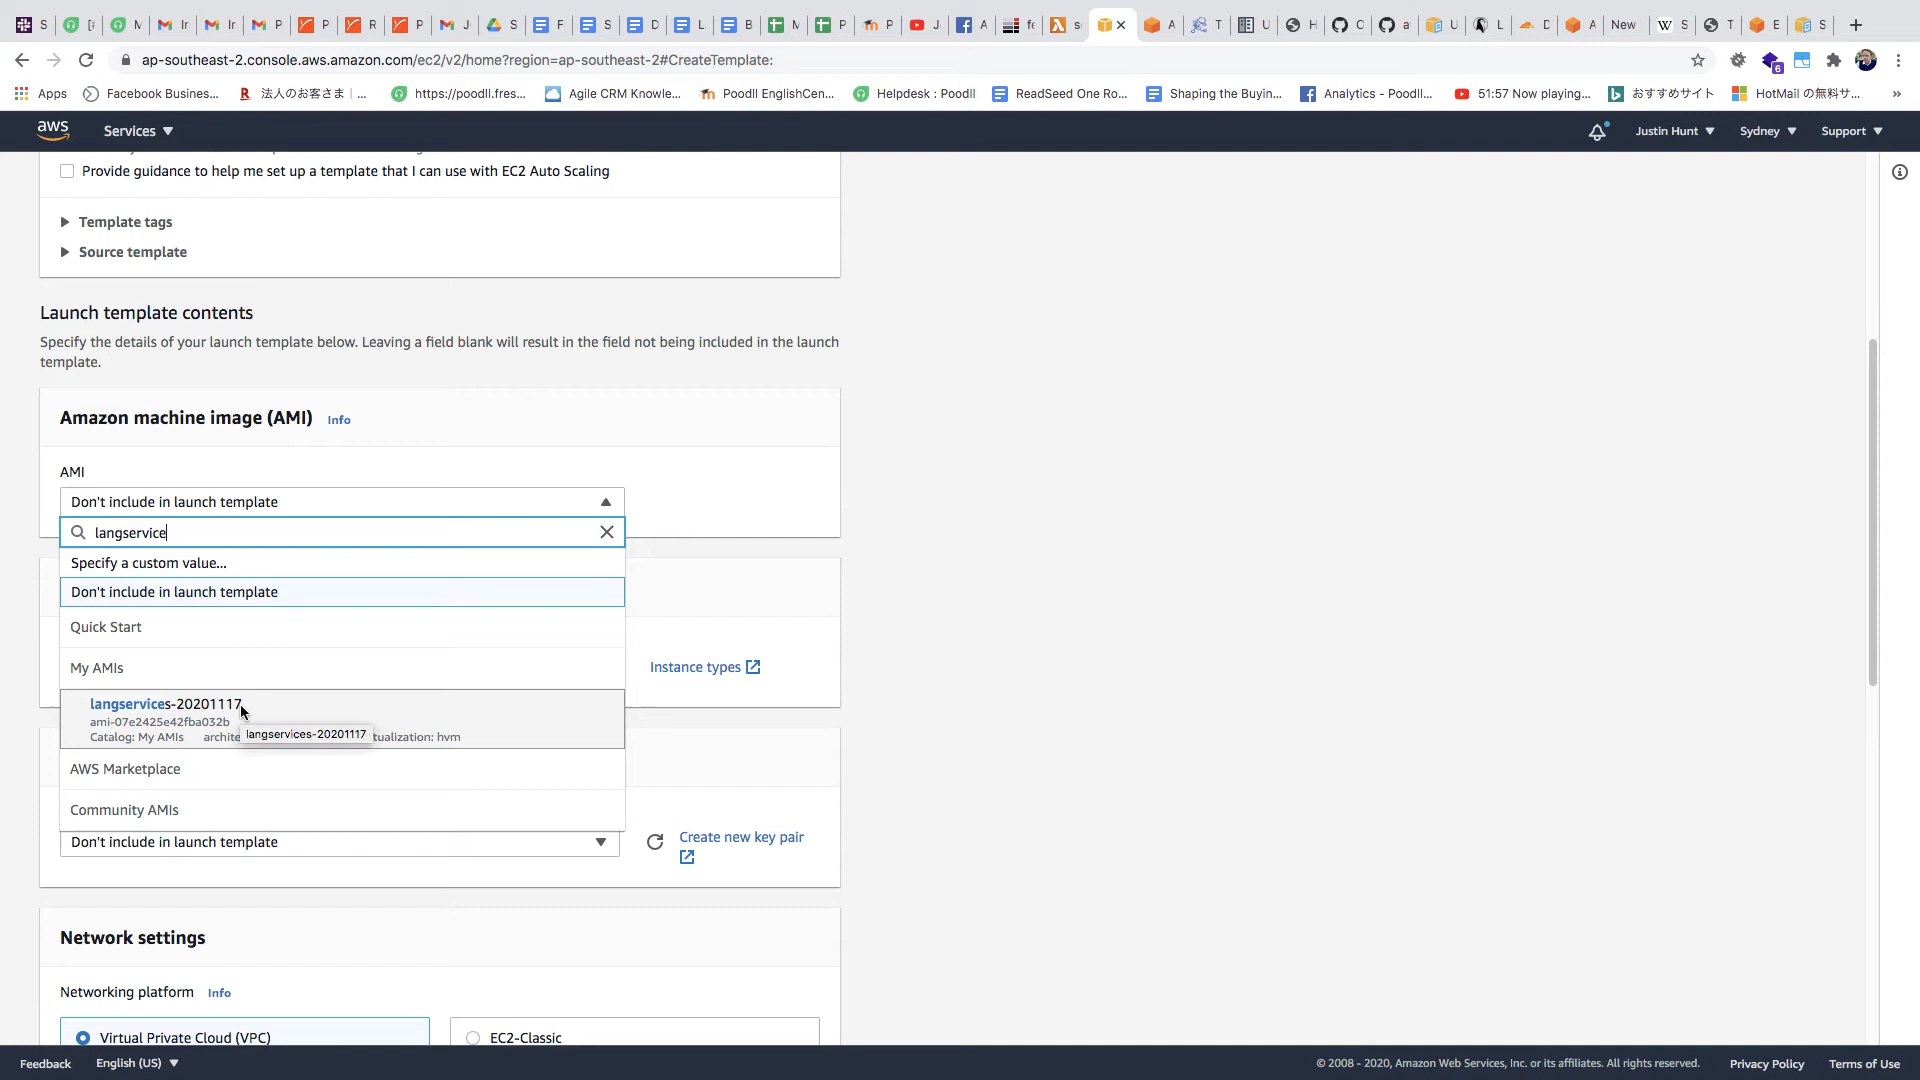 S
[
M
Ir
Ir
P
P
R
P
J
S
F
S
D
L
B
M
P
P
J
A
fe
s
A
T
U
H
C
a
U
L
D
A
New
S
T
E
S
ap-southeast-2.console.aws.amazon.com/ec2/v2/home?region=ap-southeast-2#CreateTemplate:
6
Apps
Facebook Business...
法人のお客さま | ...
https://poodll.fres...
Agile CRM Knowle...
Poodll EnglishCen...
Helpdesk : Poodll
ReadSeed One Ro...
Shaping the Buyin...
Analytics - Poodll...
51:57 Now playing...
おすすめサイト
HotMail の無料サ...
»
aws
Services
Justin Hunt
Sydney
Support
Provide guidance to help me set up a template that I can use with EC2 Auto Scaling
Template tags
Source template
Launch template contents
Specify the details of your launch template below. Leaving a field blank will result in the field not being included in the launch
template.
Amazon machine image (AMI) Info
AMI
Don't include in launch template
langservice
Specify a custom value...
Don't include in launch template
Quick Start
My AMIs
Instance types
langservices-20201117
ami-07e2425e42fba032b
langservices-20201117
Catalog: My AMIs archite tualization: hvm
AWS Marketplace
Community AMIs
Don't include in launch template
Create new key pair
Network settings
Networking platform Info
Virtual Private Cloud (VPC)
EC2-Classic
Feedback
English (US)
© 2008 - 2020, Amazon Web Services, Inc. or its affiliates. All rights reserved.
Privacy Policy
Terms of Use